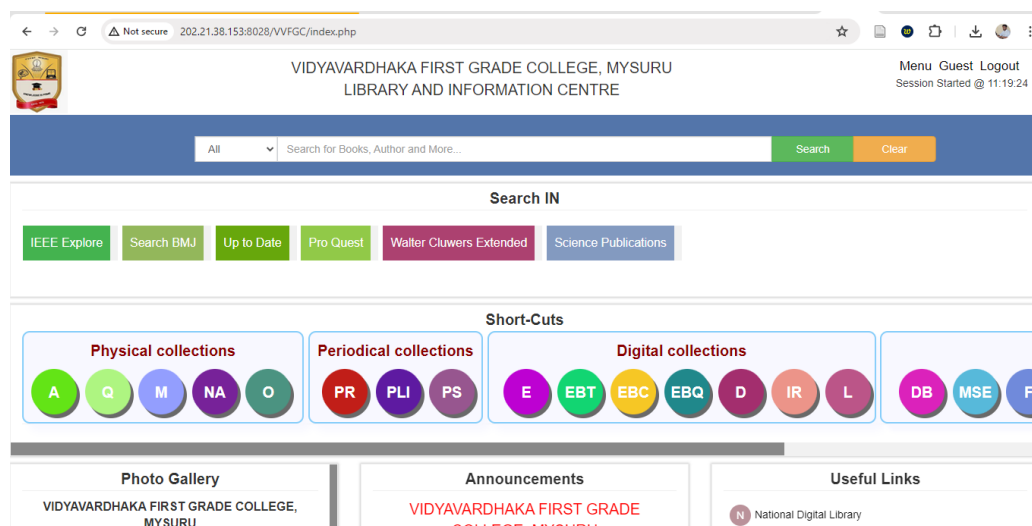 Not secure 202.21.38.153:8028/VVFGC/index.php
VIDYAVARDHAKA FIRST GRADE COLLEGE, MYSURU
LIBRARY AND INFORMATION CENTRE
Menu Guest Logout
Session Started @ 11:19:24
All Search for Books, Author and More... Search Clear
Search IN
IEEE Explore Search BMJ Up to Date Pro Quest Walter Cluwers Extended Science Publications
Short-Cuts
Physical collections Periodical collections Digital collections
A Q M NA O PR PLI PS E EBT EBC EBQ D IR L DB MSE
Photo Gallery Announcements Useful Links
VIDYAVARDHAKA FIRST GRADE COLLEGE,
MYSURU
VIDYAVARDHAKA FIRST GRADE
COLLEGE, MYSURU
N National Digital Library